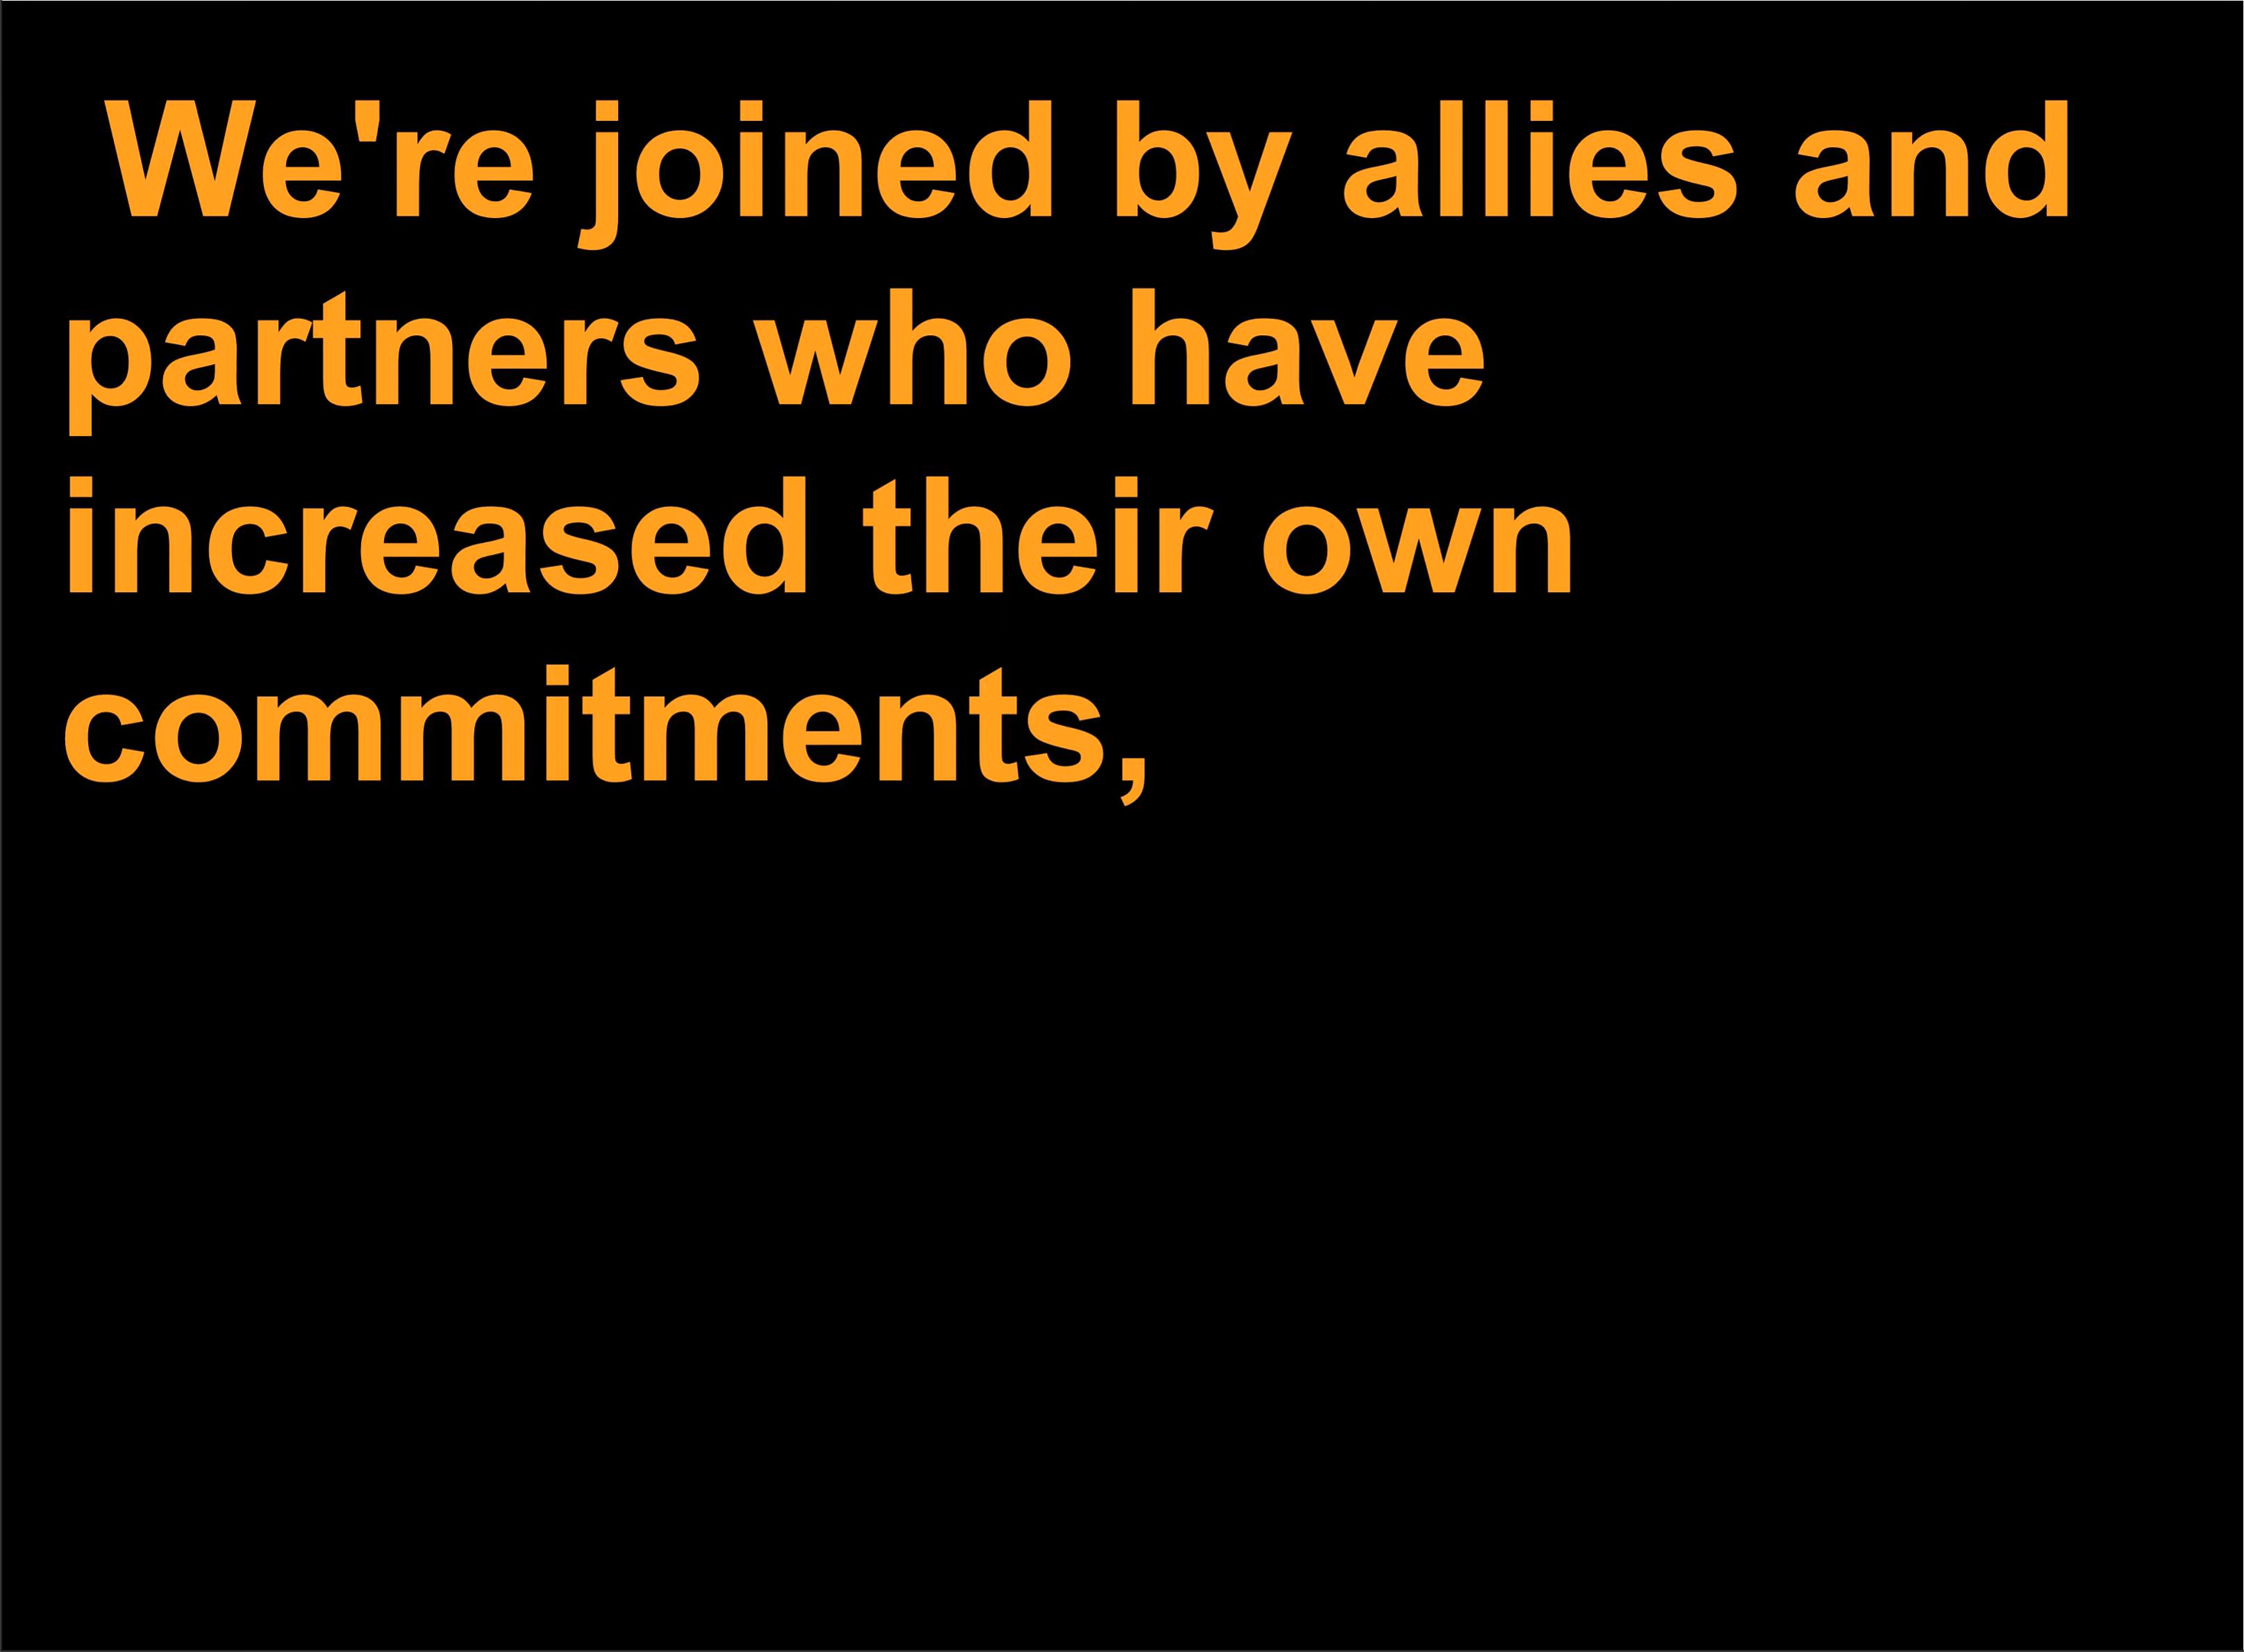 We're joined by allies and
partners who have
increased their own
commitments,